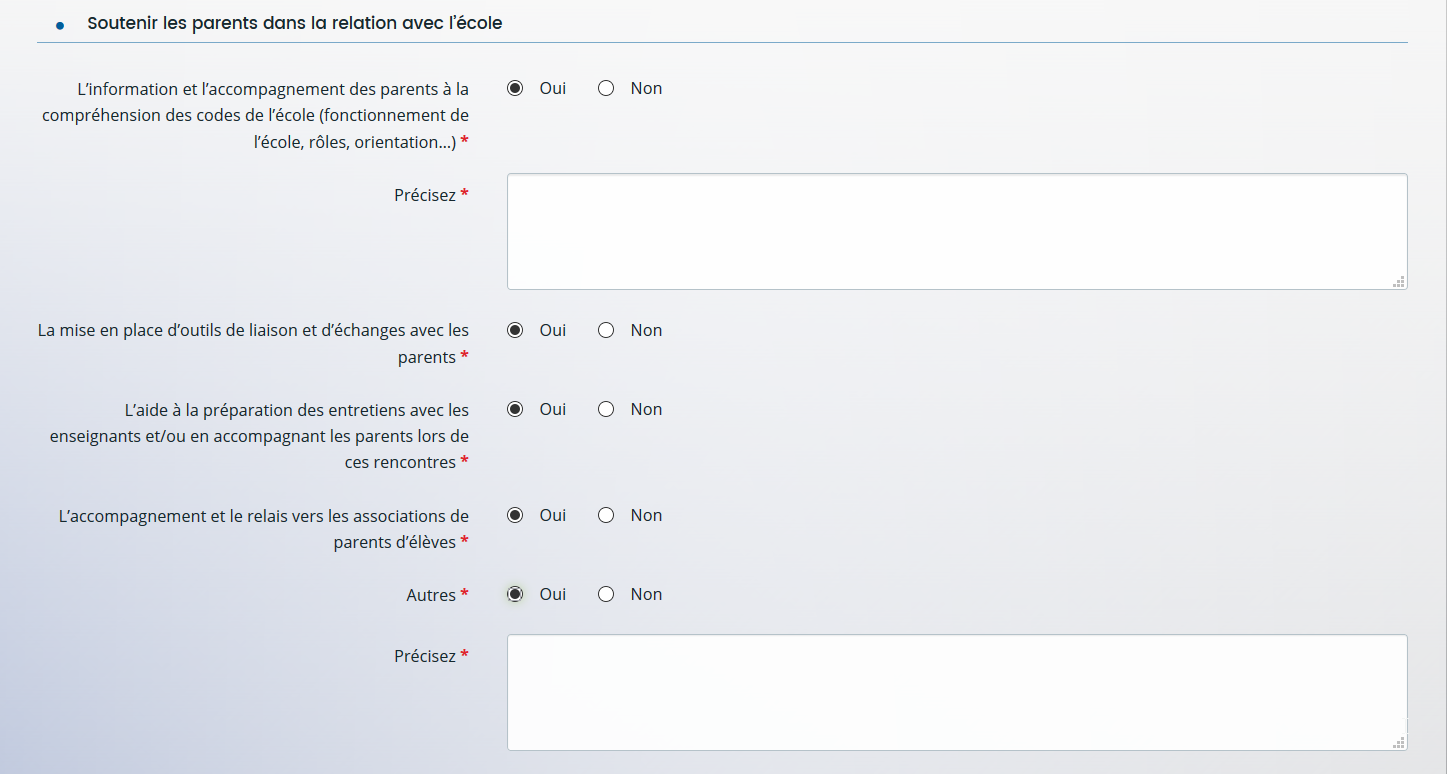 Soutenir les parents dans la relation avec l’école
L’information et l’accompagnement des parents à la
compréhension des codes de l’école (fonctionnement de
l’école, rôles, orientation...) *
Oui Non
Précisez *
La mise en place d’outils de liaison et d’échanges avec les
parents *
Oui Non
L’aide à la préparation des entretiens avec les
enseignants et/ou en accompagnant les parents lors de
ces rencontres *
Oui Non
L’accompagnement et le relais vers les associations de
parents d’élèves *
Oui Non
Autres *
Oui Non
Précisez *